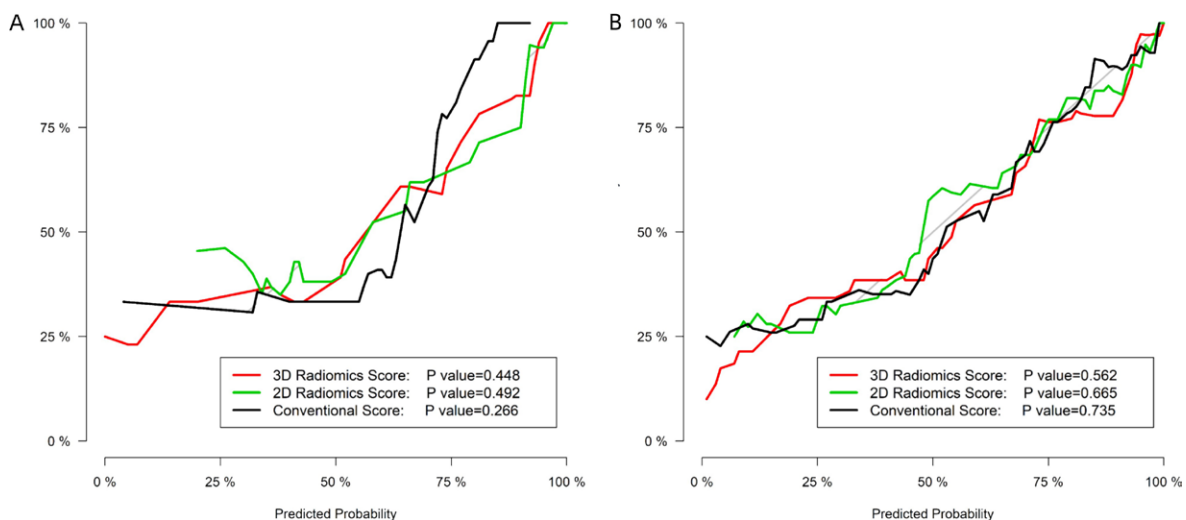 A
100 %
75 %
50 %
25 %
0 %
3D Radiomics Score: P value=0.448
2D Radiomics Score: P value=0.492
Conventional Score: P value=0.266
0 % 25 % 50 % 75 % 100 %
Predicted Probability
B
100 %
75 %
50 %
25 %
0 %
3D Radiomics Score: P value=0.562
2D Radiomics Score: P value=0.665
Conventional Score: P value=0.735
0 % 25 % 50 % 75 % 100 %
Predicted Probability